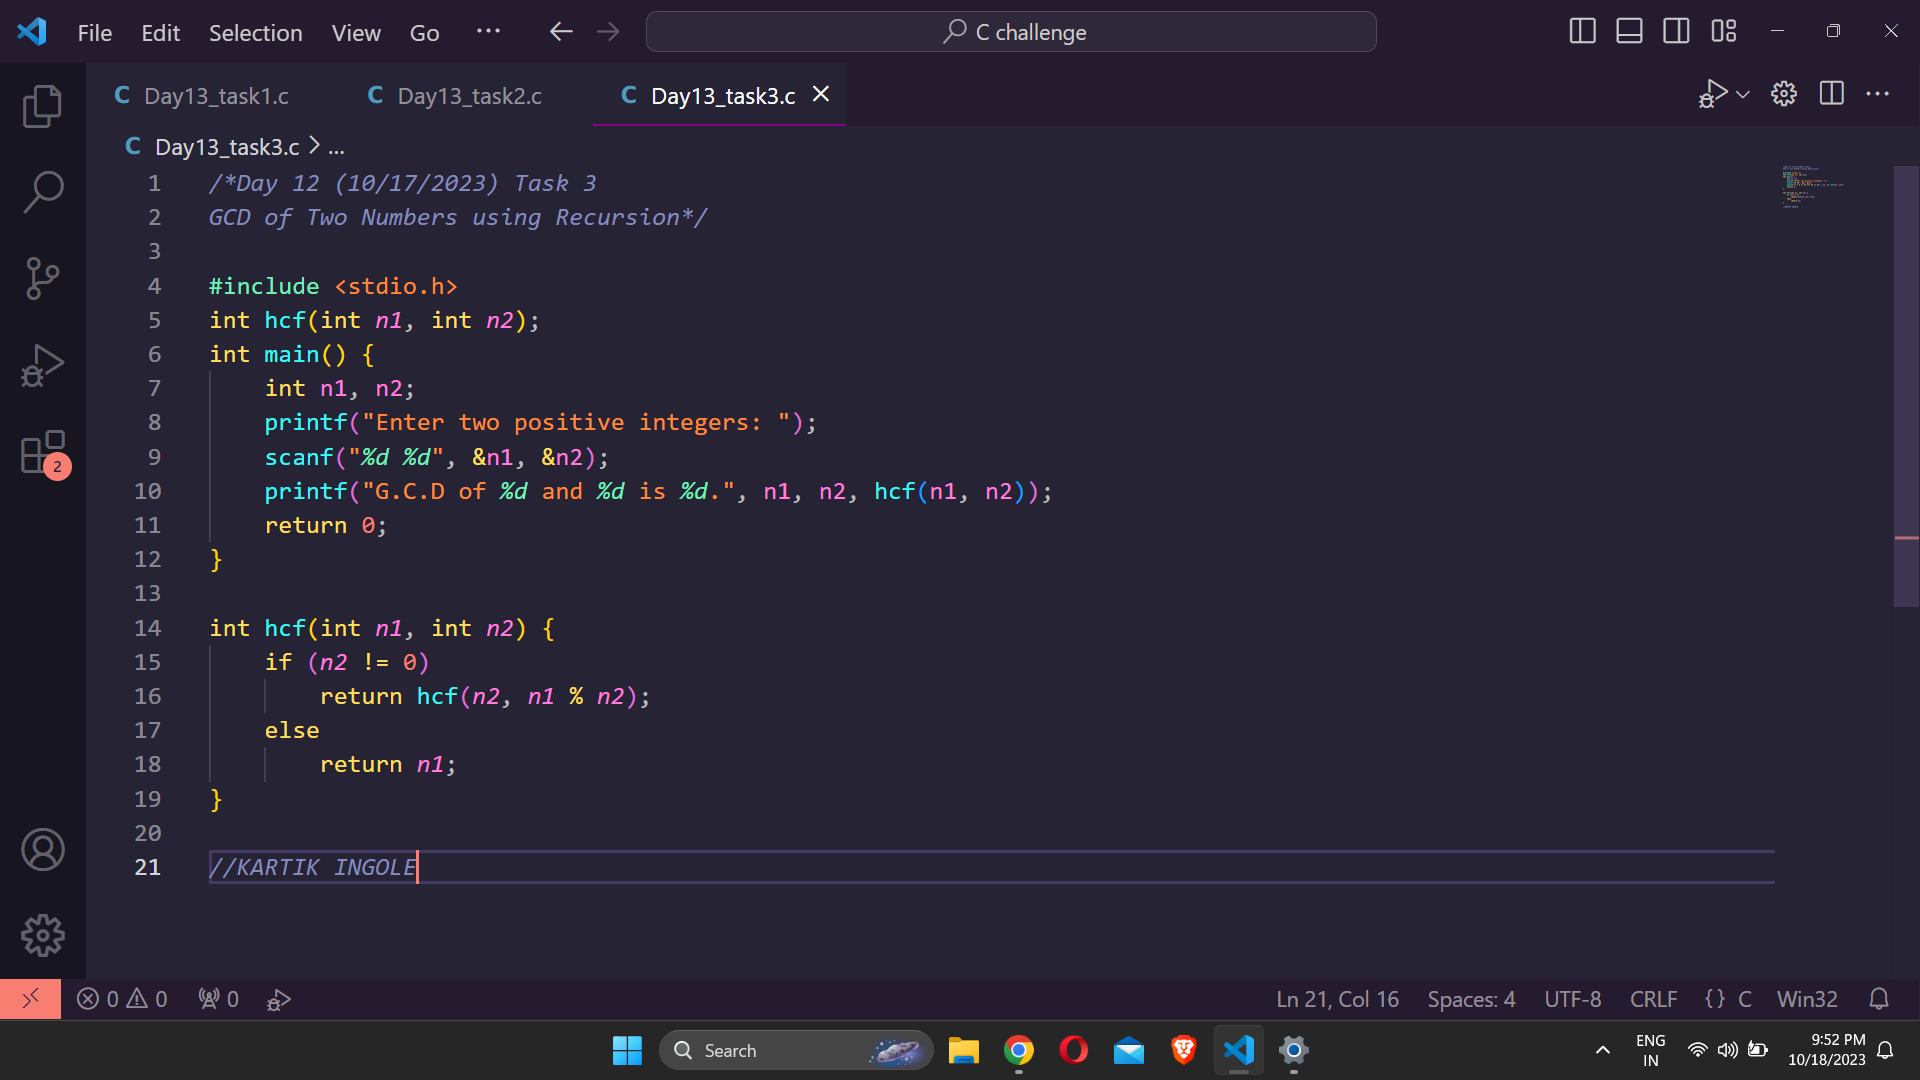 File Edit Selection View Go ··· C challenge
C Day13_task1.c C Day13_task2.c C Day13_task3.c
C Day13_task3.c > ...
1 /*Day 12 (10/17/2023) Task 3
2 GCD of Two Numbers using Recursion*/
3
4 #include <stdio.h>
5 int hcf(int n1, int n2);
6 int main() {
7     int n1, n2;
8     printf("Enter two positive integers: ");
9     scanf("%d %d", &n1, &n2);
10     printf("G.C.D of %d and %d is %d.", n1, n2, hcf(n1, n2));
11     return 0;
12 }
13
14 int hcf(int n1, int n2) {
15     if (n2 != 0)
16         return hcf(n2, n1 % n2);
17     else
18         return n1;
19 }
20
21 //KARTIK INGOLE
2
0 0 0 Ln 21, Col 16 Spaces: 4 UTF-8 CRLF {} C Win32
Search ENG 9:52 PM
IN 10/18/2023